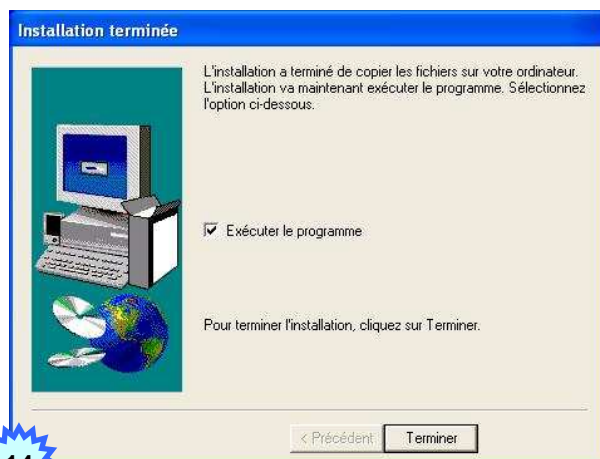 Installation terminée
L'installation a terminé de copier les fichiers sur votre ordinateur.
L'installation va maintenant exécuter le programme. Sélectionnez
l'option ci-dessous.
Exécuter le programme
Pour terminer l'installation, cliquez sur Terminer.
< Précédent Terminer